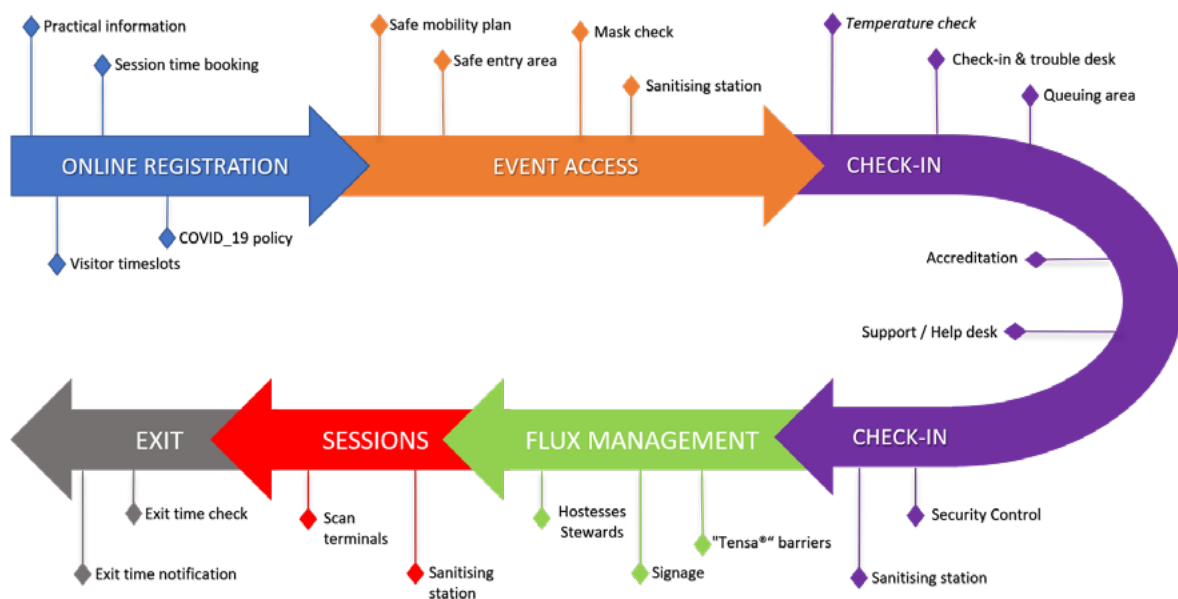 Practical information
Session time booking
Safe mobility plan
Safe entry area
Mask check
Sanitising station
Temperature check
Check-in & trouble desk
Queuing area
ONLINE REGISTRATION
EVENT ACCESS
CHECK-IN
COVID_19 policy
Visitor timeslots
Accreditation
Support / Help desk
EXIT
SESSIONS
FLUX MANAGEMENT
CHECK-IN
Exit time check
Exit time notification
Scan
terminals
Sanitising
station
Hostesses
Stewards
Signage
"Tensa®“ barriers
Security Control
Sanitising station